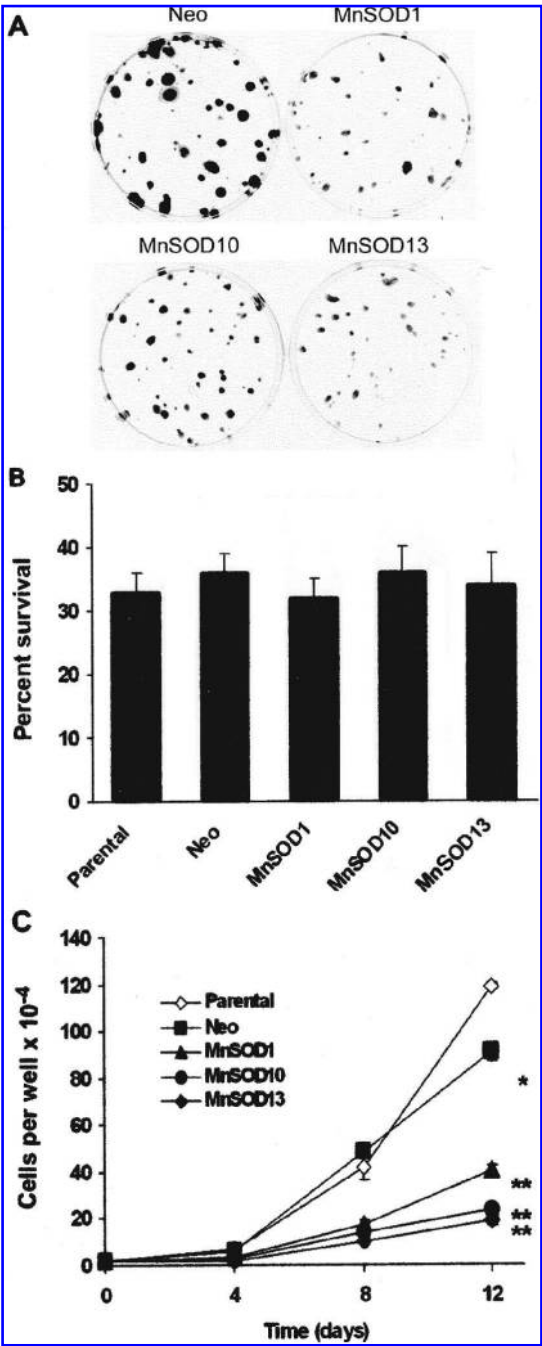 A
Neo
MnSOD1
MnSOD10
MnSOD13
B
Percent survival
50
40
30
20
10
0
Parental
Neo
MnSOD1
MnSOD10
MnSOD13
C
Cells per well x 10⁻⁴
140
120
100
80
60
40
20
0
Parental
Neo
MnSOD1
MnSOD10
MnSOD13
*
**
**
**
0
4
8
12
Time (days)